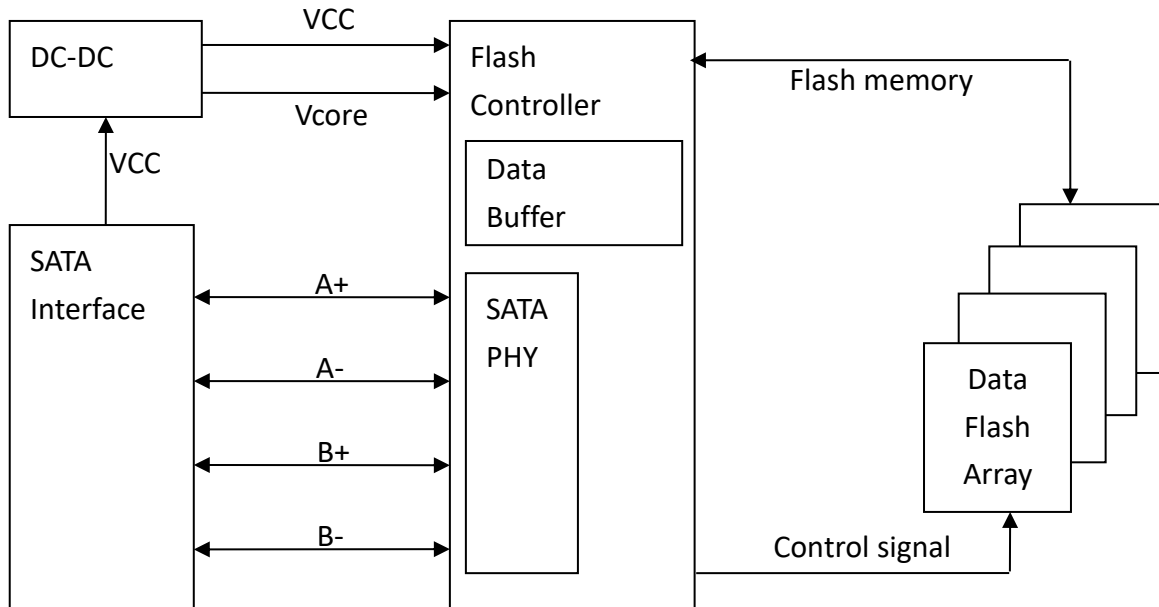 VCC
DC-DC
Flash
Controller
Flash memory
Vcore
VCC
Data
Buffer
SATA
Interface
A+
SATA
PHY
A-
Data
Flash
Array
B+
B-
Control signal